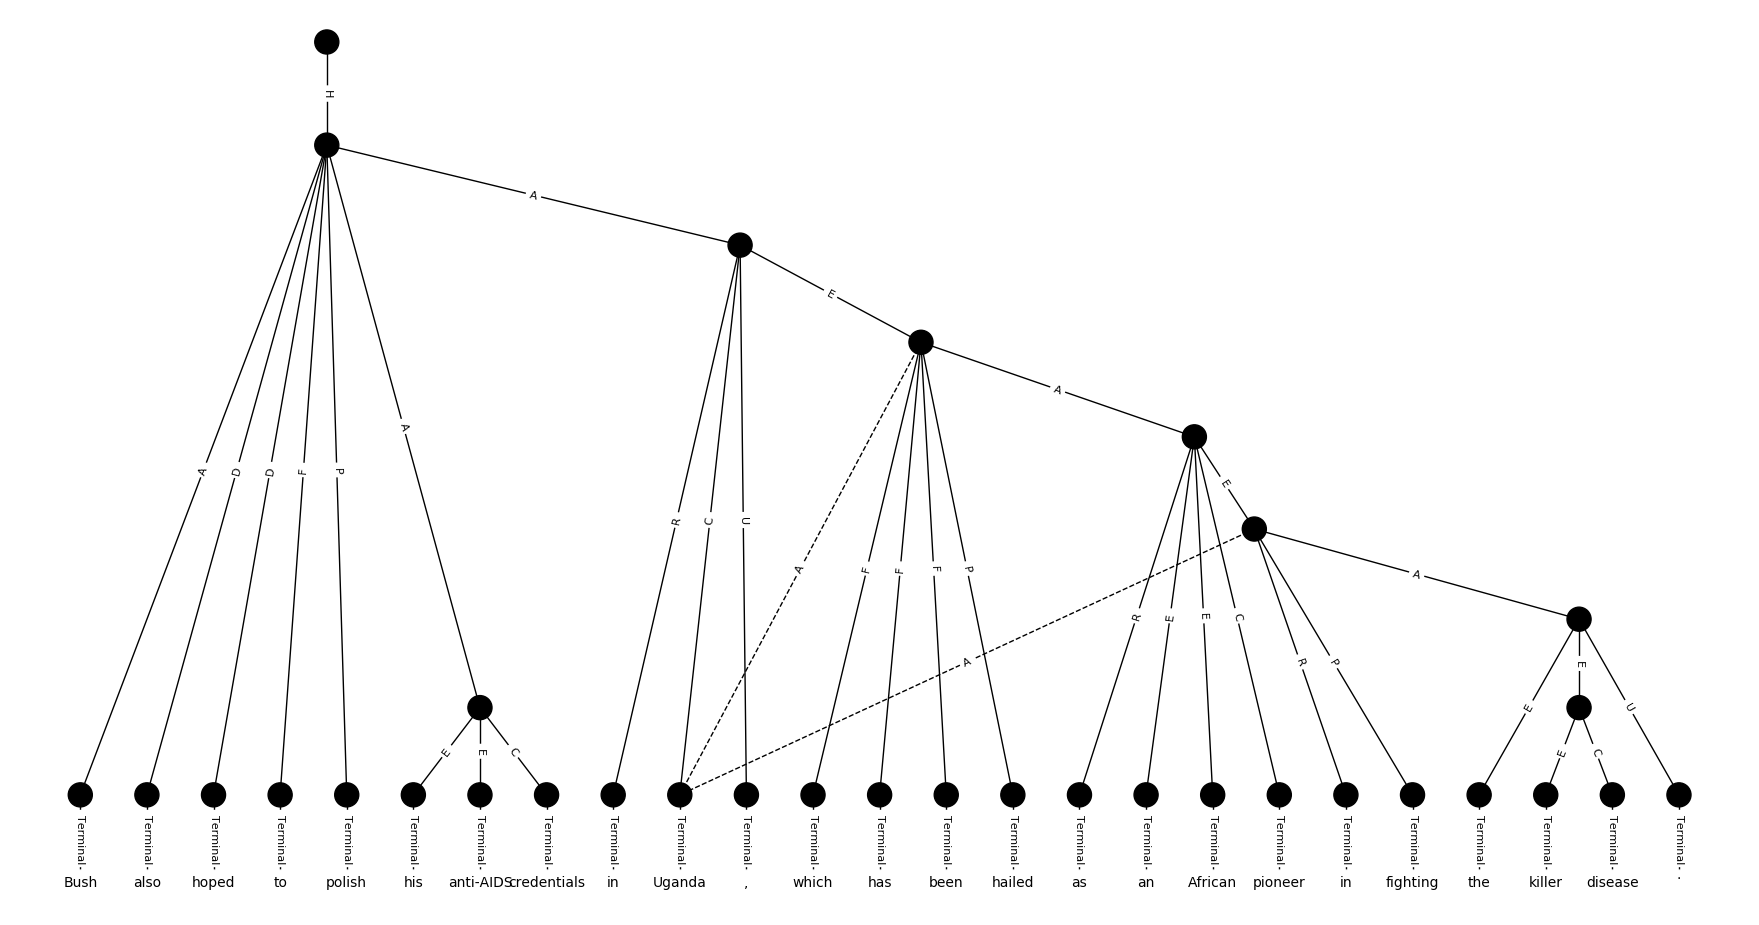 H
A
E
A
A D D F P A
R C U
A F F F P
E
A
A
R E E C R P
E E U
E E C
E C
Terminal Terminal Terminal Terminal Terminal Terminal Terminal Terminal Terminal Terminal Terminal Terminal Terminal Terminal Terminal Terminal Terminal Terminal Terminal Terminal Terminal Terminal Terminal Terminal Terminal
Bush also hoped to polish his anti-AIDS credentials in Uganda , which has been hailed as an African pioneer in fighting the killer disease .